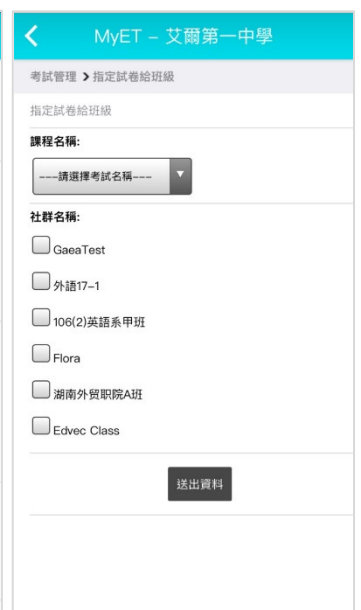 MyET – 艾爾第一中學
考試管理 > 指定試卷給班級
指定試卷給班級
課程名稱:
---請選擇考試名稱---
社群名稱:
GaeaTest
外語17-1
106(2)英語系甲班
Flora
湖南外贸职院A班
Edvec Class
送出資料